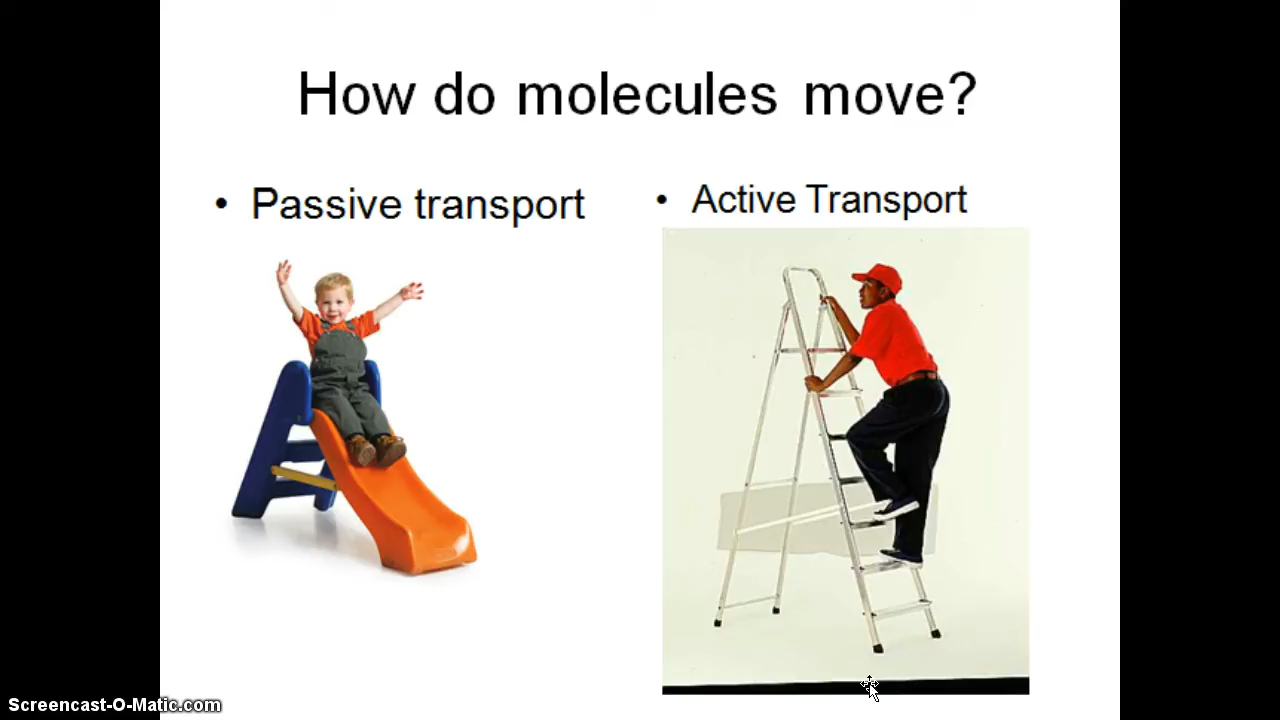 How do molecules move?
• Passive transport
• Active Transport
Screencast-O-Matic.com